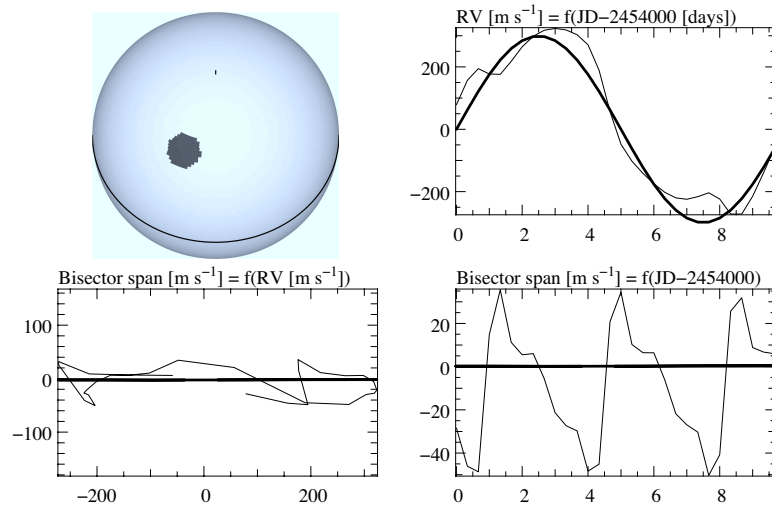 RV [m s⁻¹] = f(JD−2454000 [days])
200
0
−200
0 2 4 6 8
Bisector span [m s⁻¹] = f(RV [m s⁻¹])
100
0
−100
−200 0 200
Bisector span [m s⁻¹] = f(JD−2454000)
20
0
−20
−40
0 2 4 6 8